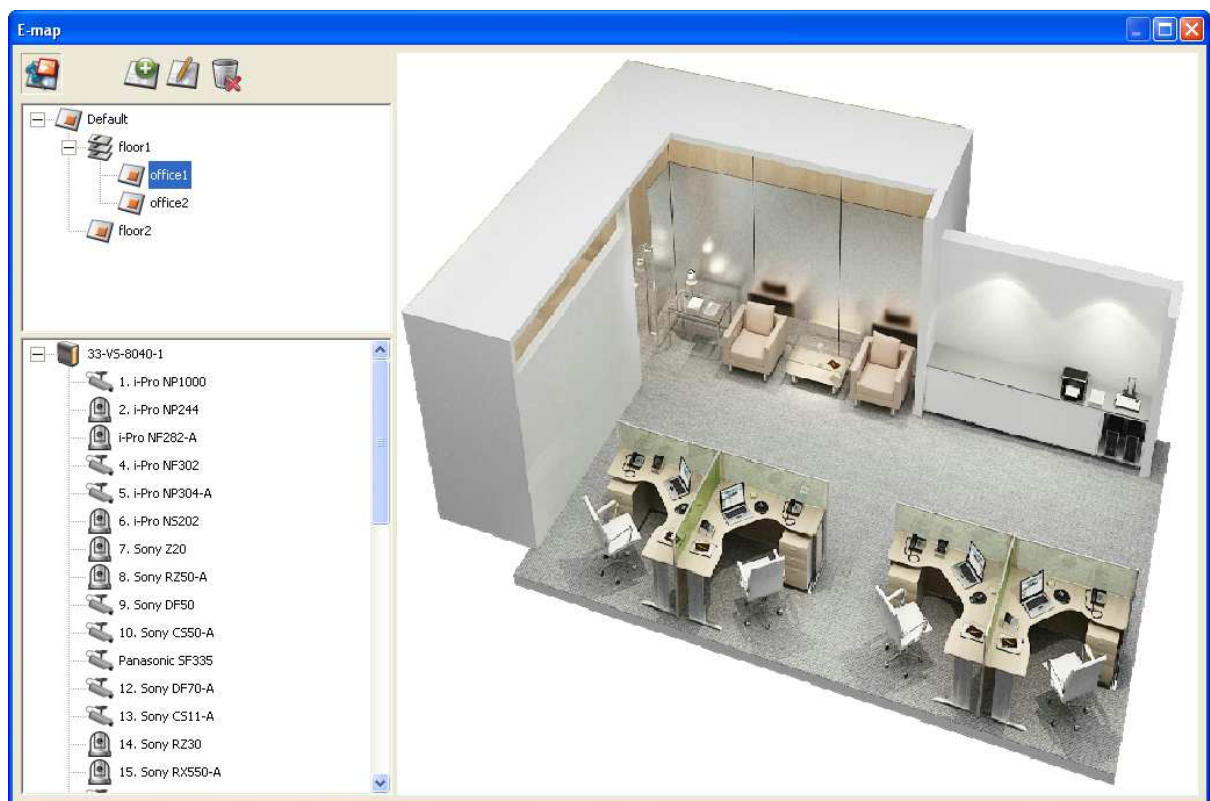 E-map
Default
floor1
office1
office2
floor2
33-VS-8040-1
1. i-Pro NP1000
2. i-Pro NP244
i-Pro NF282-A
4. i-Pro NF302
5. i-Pro NP304-A
6. i-Pro NS202
7. Sony Z20
8. Sony RZ50-A
9. Sony DF50
10. Sony CS50-A
Panasonic SF335
12. Sony DF70-A
13. Sony CS11-A
14. Sony RZ30
15. Sony RX550-A